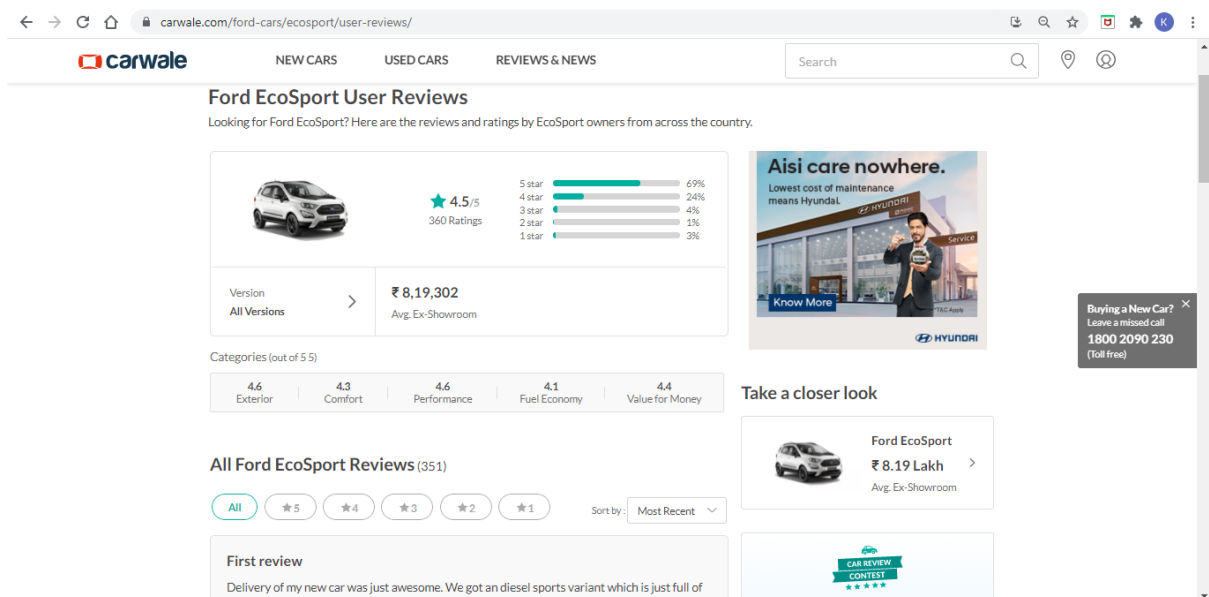 carwale.com/ford-cars/ecosport/user-reviews/
K
carwale
NEW CARS
USED CARS
REVIEWS & NEWS
Search
Ford EcoSport User Reviews
Looking for Ford EcoSport? Here are the reviews and ratings by EcoSport owners from across the country.
4.5/5
360 Ratings
5 star 69%
4 star 24%
3 star 4%
2 star 1%
1 star 3%
Version
All Versions
₹ 8,19,302
Avg. Ex-Showroom
Categories (out of 5 5)
4.6 4.3 4.6 4.1 4.4
Exterior Comfort Performance Fuel Economy Value for Money
All Ford EcoSport Reviews (351)
All 5 4 3 2 1
Sort by : Most Recent
First review
Delivery of my new car was just awesome. We got an diesel sports variant which is just full of
Aisi care nowhere.
Lowest cost of maintenance
means Hyundai.
HYUNDAI
Service
Know More
*T&C Apply
HYUNDAI
Buying a New Car?
Leave a missed call
1800 2090 230
(Toll free)
Take a closer look
Ford EcoSport
₹ 8.19 Lakh
Avg. Ex-Showroom
CAR REVIEW
CONTEST